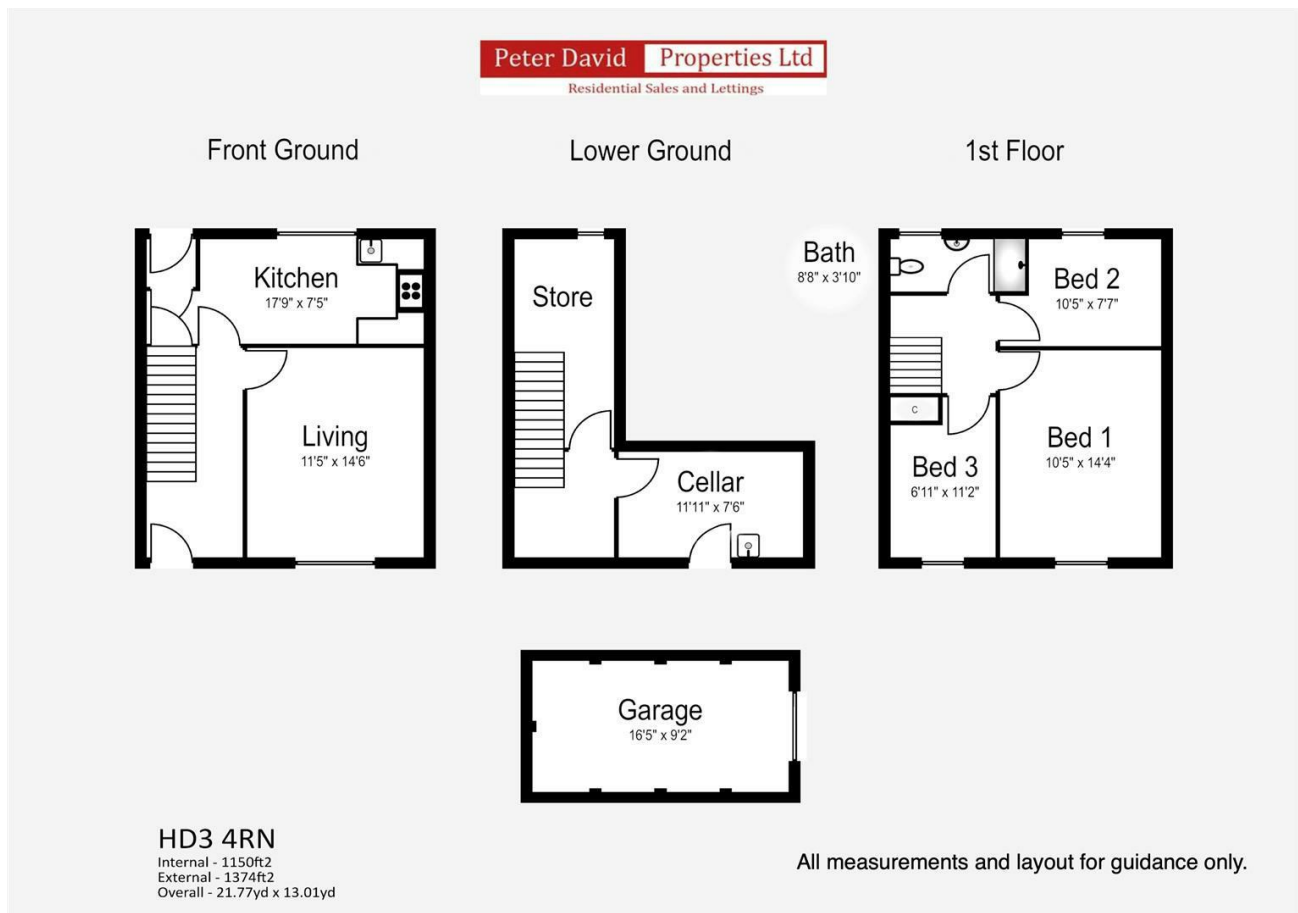 Peter David Properties Ltd
Residential Sales and Lettings
Front Ground
Lower Ground
1st Floor
Kitchen
17'9" x 7'5"
Living
11'5" x 14'6"
Store
Cellar
11'11" x 7'6"
Bath
8'8" x 3'10"
Bed 2
10'5" x 7'7"
C
Bed 1
10'5" x 14'4"
Bed 3
6'11" x 11'2"
Garage
16'5" x 9'2"
HD3 4RN
Internal - 1150ft2
External - 1374ft2
Overall - 21.77yd x 13.01yd
All measurements and layout for guidance only.